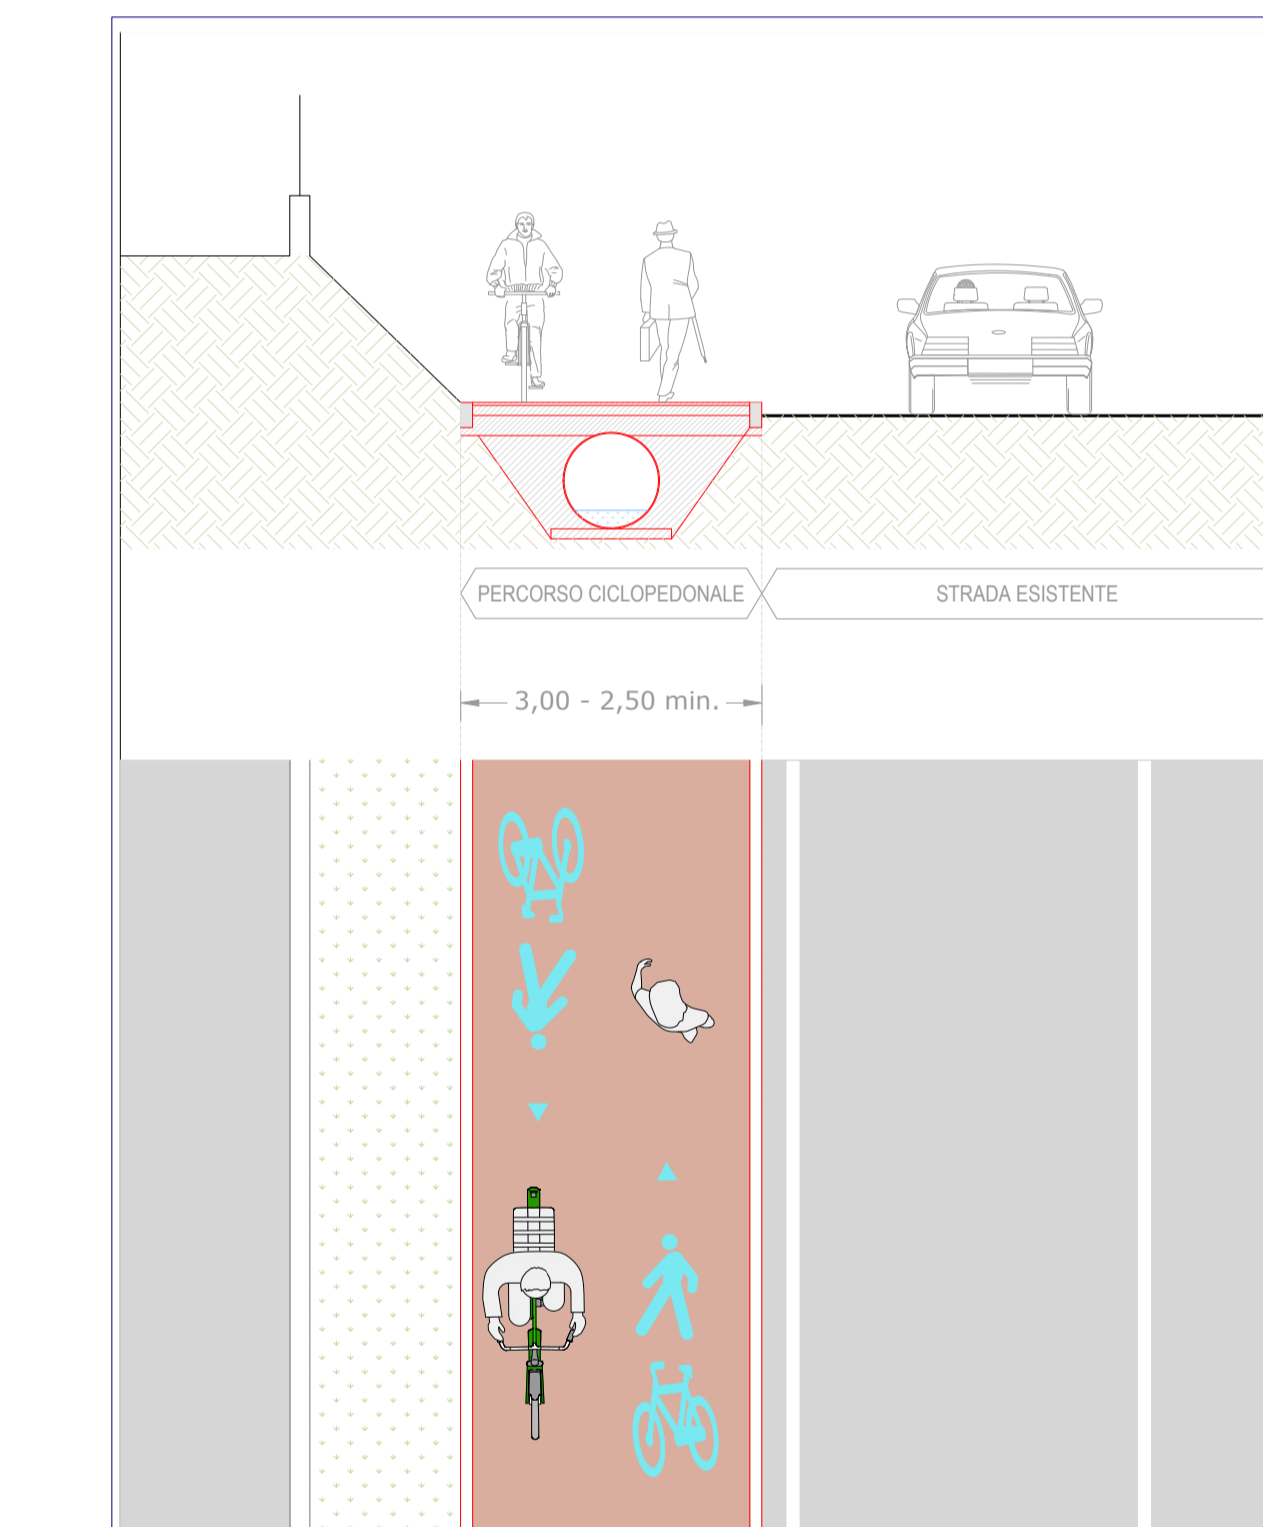 PERCORSO CICLOPEDONALE
STRADA ESISTENTE
3,00 - 2,50 min.